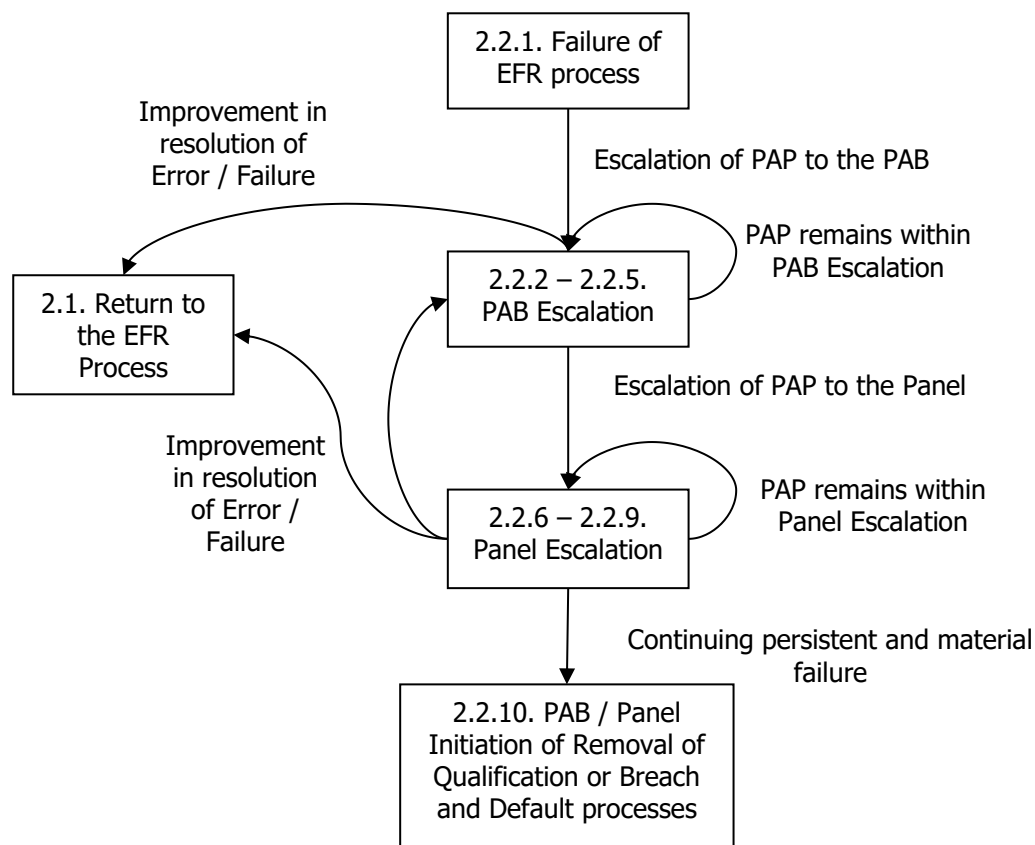 2.2.1. Failure of
EFR process
Improvement in
resolution of
Error / Failure
Escalation of PAP to the PAB
PAP remains within
PAB Escalation
2.2.2 – 2.2.5.
PAB Escalation
2.1. Return to
the EFR
Process
Escalation of PAP to the Panel
Improvement
in resolution
of Error /
Failure
PAP remains within
Panel Escalation
2.2.6 – 2.2.9.
Panel Escalation
Continuing persistent and material
failure
2.2.10. PAB / Panel
Initiation of Removal of
Qualification or Breach
and Default processes